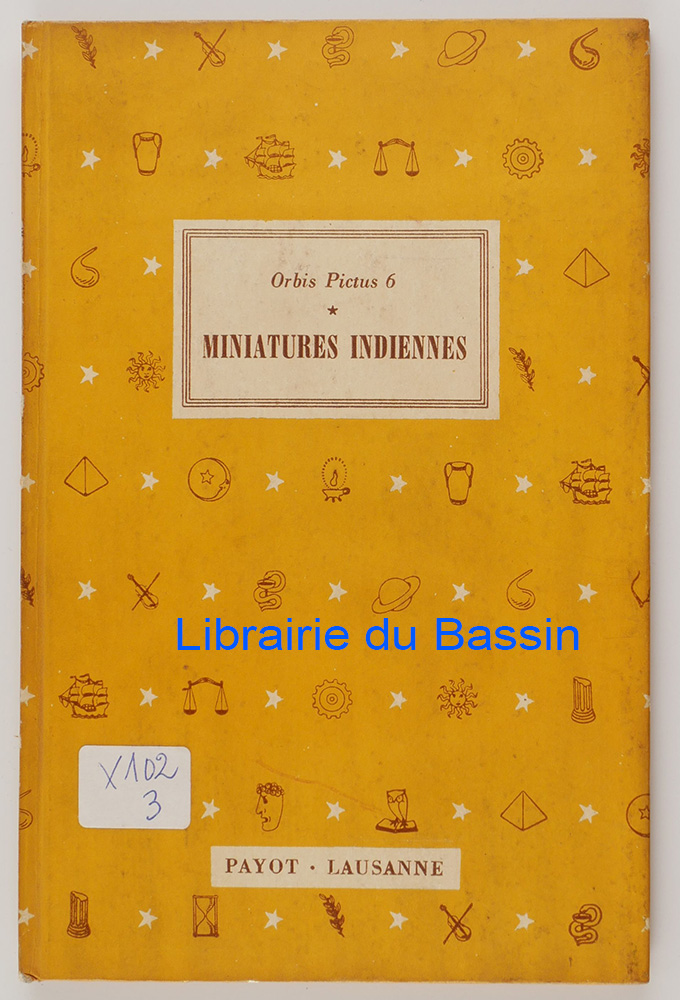 Orbis Pictus 6
MINIATURES INDIENNES
Librairie du Bassin
X102
3
PAYOT · LAUSANNE